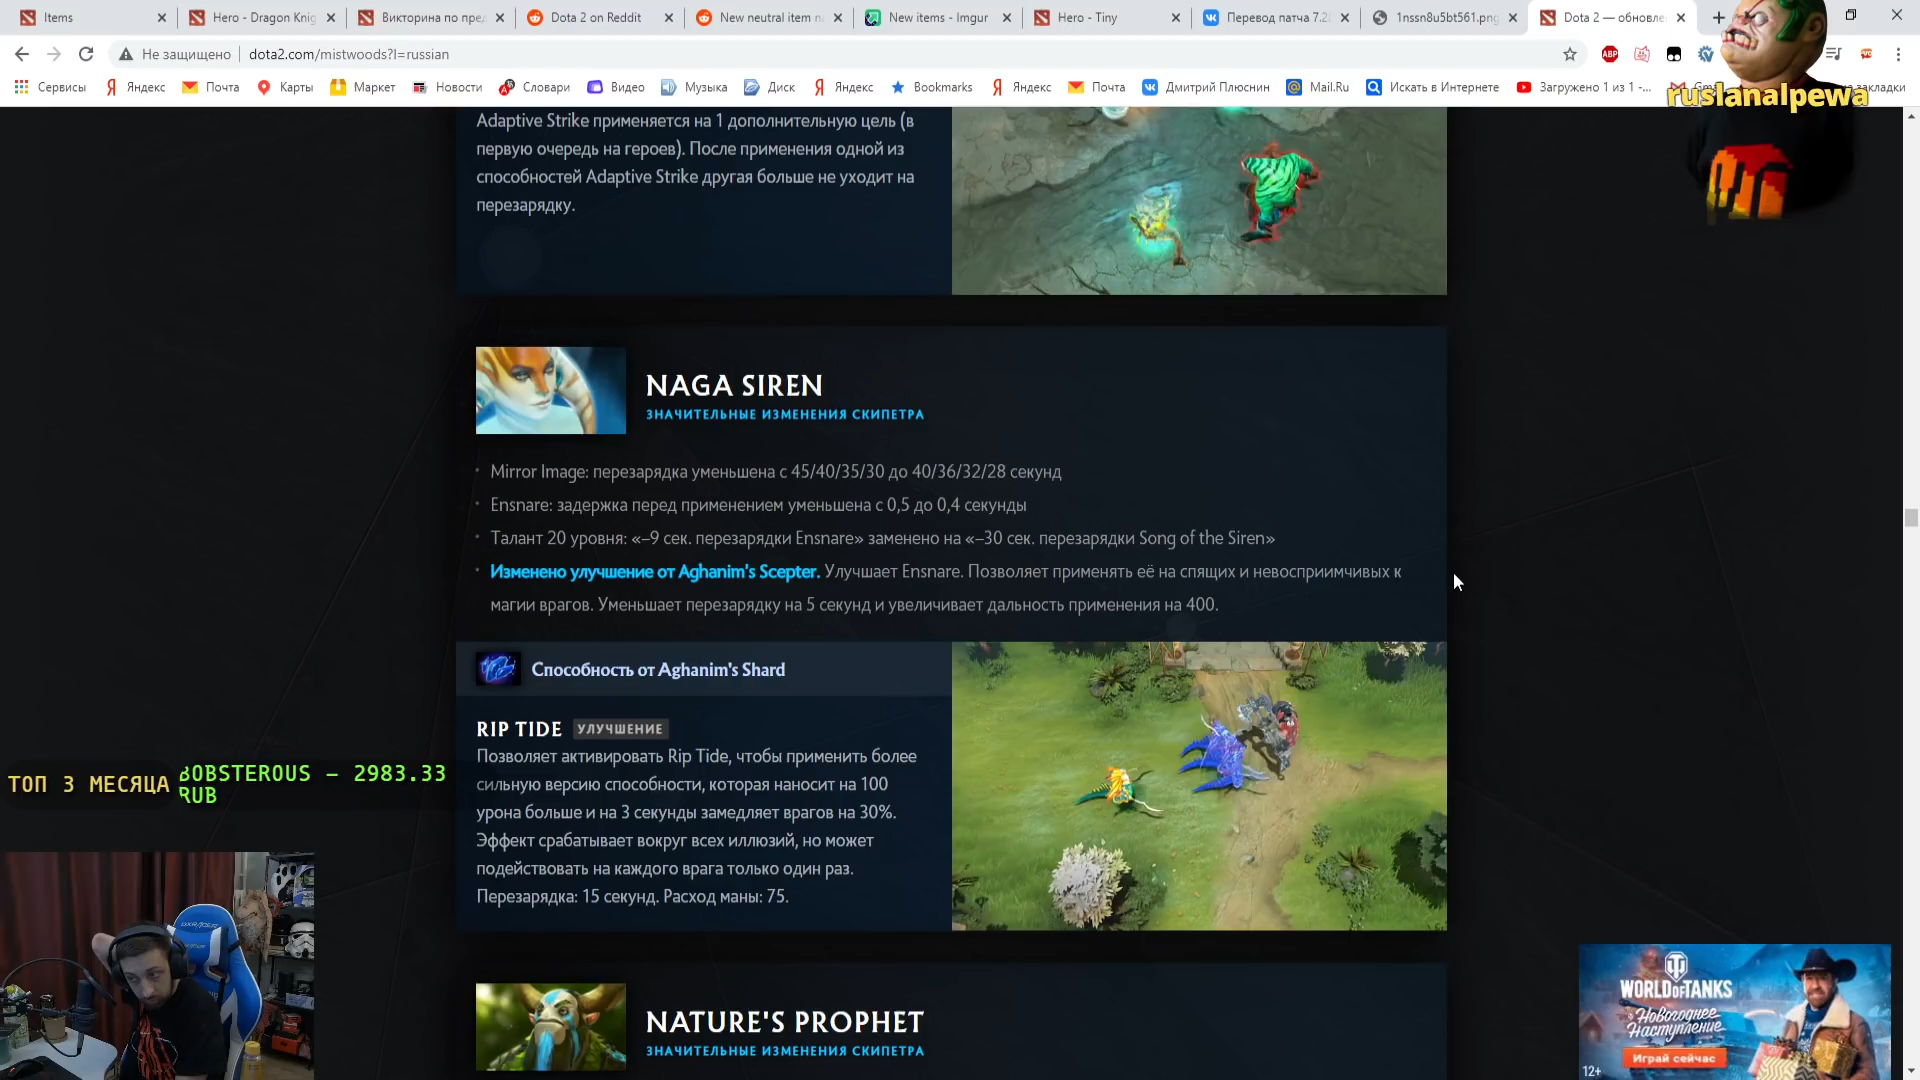 Items
Hero - Dragon Knig
Викторина по пред
Dota 2 on Reddit
New neutral item n
New items - Imgur
Hero - Tiny
Перевод патча 7.2
1nssn8u5bt561.png
Dota 2 — обновле
Не защищено
dota2.com/mistwoods?l=russian
ABP
Сервисы
Яндекс
Почта
Карты
Маркет
Новости
Словари
Видео
Музыка
Диск
Яндекс
Bookmarks
Яндекс
Почта
Дмитрий Плюснин
Mail.Ru
Искать в Интернете
Загружено 1 из 1 -...
закладки
ruslanalpewa
Adaptive Strike применяется на 1 дополнительную цель (в
первую очередь на героев). После применения одной из
способностей Adaptive Strike другая больше не уходит на
перезарядку.
NAGA SIREN
ЗНАЧИТЕЛЬНЫЕ ИЗМЕНЕНИЯ СКИПЕТРА
Mirror Image: перезарядка уменьшена с 45/40/35/30 до 40/36/32/28 секунд
Ensnare: задержка перед применением уменьшена с 0,5 до 0,4 секунды
Талант 20 уровня: «–9 сек. перезарядки Ensnare» заменено на «–30 сек. перезарядки Song of the Siren»
Изменено улучшение от Aghanim's Scepter. Улучшает Ensnare. Позволяет применять её на спящих и невосприимчивых к
магии врагов. Уменьшает перезарядку на 5 секунд и увеличивает дальность применения на 400.
Способность от Aghanim's Shard
RIP TIDE УЛУЧШЕНИЕ
Позволяет активировать Rip Tide, чтобы применить более
сильную версию способности, которая наносит на 100
урона больше и на 3 секунды замедляет врагов на 30%.
Эффект срабатывает вокруг всех иллюзий, но может
подействовать на каждого врага только один раз.
Перезарядка: 15 секунд. Расход маны: 75.
ТОП 3 МЕСЯЦА
BOBSTEROUS – 2983.33
RUB
NATURE'S PROPHET
ЗНАЧИТЕЛЬНЫЕ ИЗМЕНЕНИЯ СКИПЕТРА
WORLD OF TANKS
Новогоднее
Наступление
Играй сейчас
12+